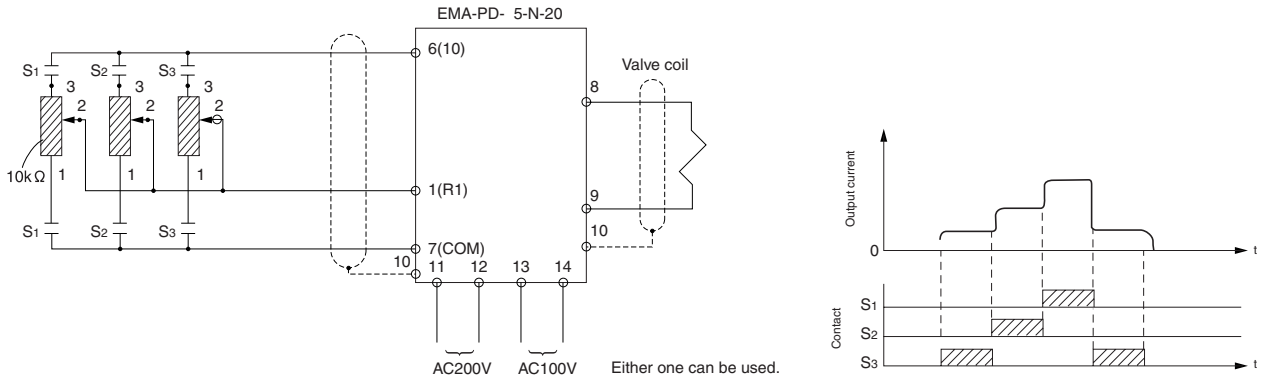 EMA-PD- 5-N-20
6(10)
S1 S2 S3
3 3 3
2 2 2
10kΩ 1 1 1
1(R1)
S1 S2 S3
7(COM)
10
11 12 13 14
AC200V AC100V Either one can be used.
Valve coil
8
9
10
Output current
0
t
Contact
S1
S2
S3
t